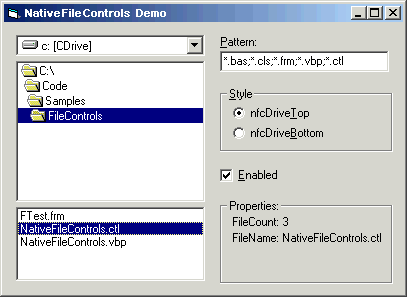 NativeFileControls Demo
c: [CDrive]
C:\
Code
Samples
FileControls
FTest.frm
NativeFileControls.ctl
NativeFileControls.vbp
Pattern:
*.bas;*.cls;*.frm;*.vbp;*.ctl
Style
nfcDriveTop
nfcDriveBottom
Enabled
Properties:
FileCount: 3
FileName: NativeFileControls.ctl